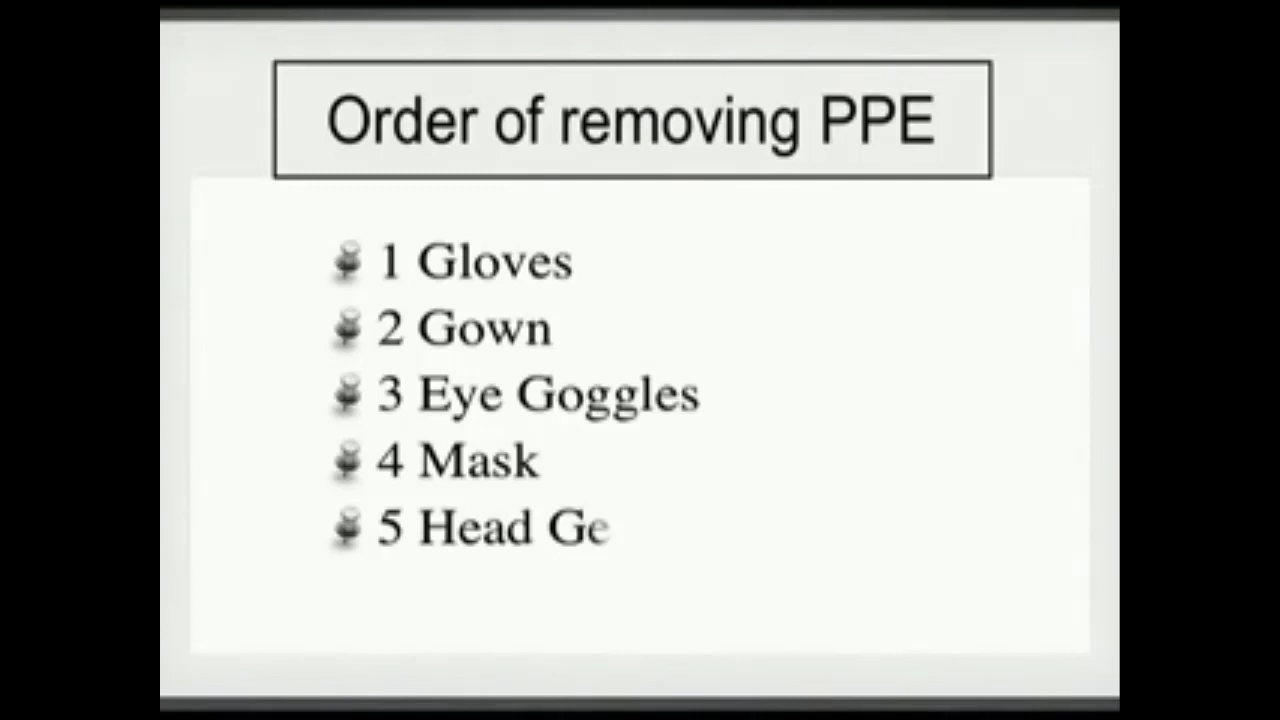 Order of removing PPE
1 Gloves
2 Gown
3 Eye Goggles
4 Mask
5 Head Ge